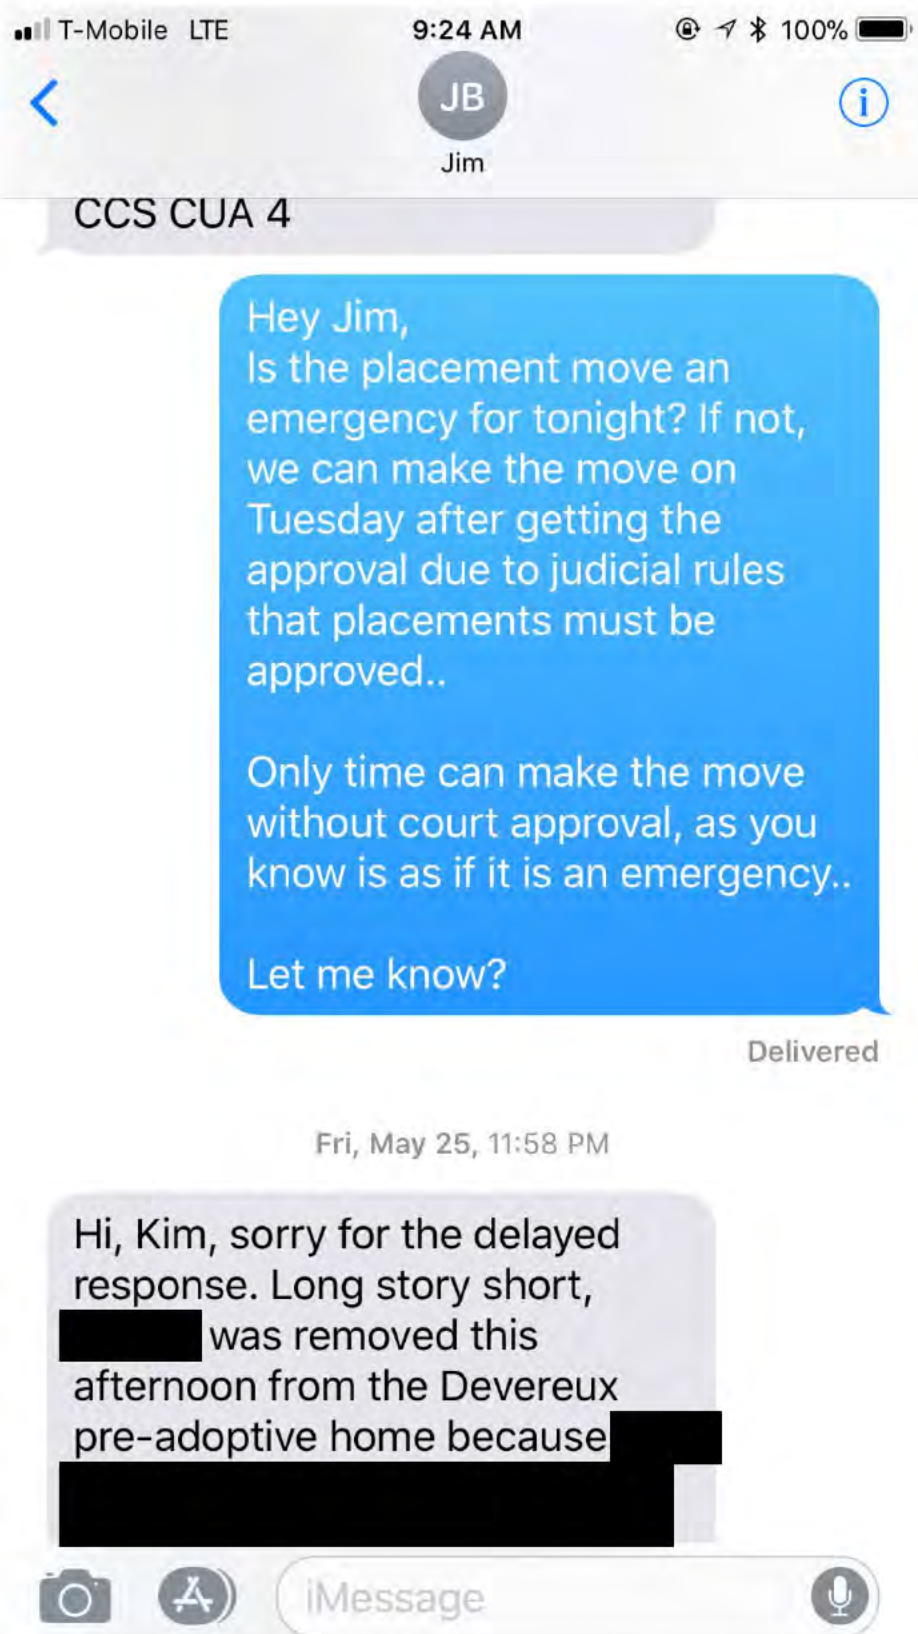 T-Mobile LTE 9:24 AM 100%
JB
Jim
CCS CUA 4
Hey Jim,
Is the placement move an
emergency for tonight? If not,
we can make the move on
Tuesday after getting the
approval due to judicial rules
that placements must be
approved..
Only time can make the move
without court approval, as you
know is as if it is an emergency..
Let me know?
Delivered
Fri, May 25, 11:58 PM
Hi, Kim, sorry for the delayed
response. Long story short,
was removed this
afternoon from the Devereux
pre-adoptive home because
iMessage